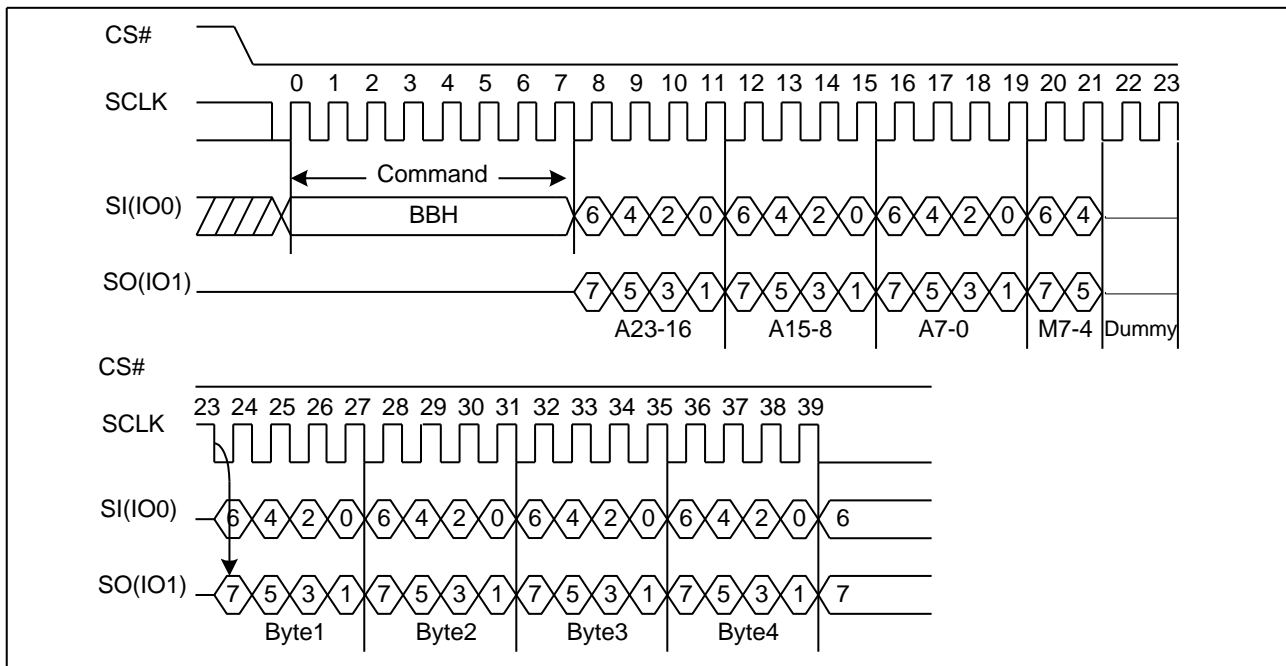 CS#
0 1 2 3 4 5 6 7 8 9 10 11 12 13 14 15 16 17 18 19 20 21 22 23
SCLK
Command
SI(IO0) BBH 6 4 2 0 6 4 2 0 6 4 2 0 6 4
SO(IO1) 7 5 3 1 7 5 3 1 7 5 3 1 7 5
A23-16 A15-8 A7-0 M7-4 Dummy
CS#
23 24 25 26 27 28 29 30 31 32 33 34 35 36 37 38 39
SCLK
SI(IO0) 6 4 2 0 6 4 2 0 6 4 2 0 6 4 2 0 6
SO(IO1) 7 5 3 1 7 5 3 1 7 5 3 1 7 5 3 1 7
Byte1 Byte2 Byte3 Byte4